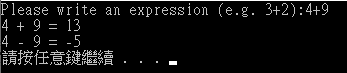 Please write an expression (e.g. 3+2):4+9
4 + 9 = 13
4 - 9 = -5
請按任意鍵繼續 . . .